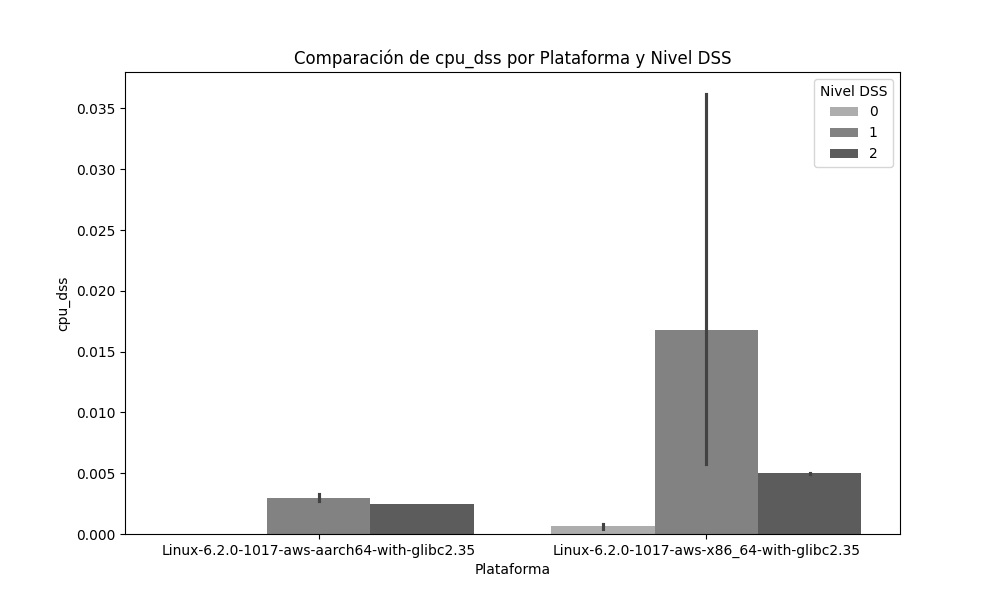 Comparación de cpu_dss por Plataforma y Nivel DSS
Nivel DSS
0
1
2
0.035
0.030
0.025
0.020
0.015
0.010
0.005
0.000
cpu_dss
Linux-6.2.0-1017-aws-aarch64-with-glibc2.35
Linux-6.2.0-1017-aws-x86_64-with-glibc2.35
Plataforma